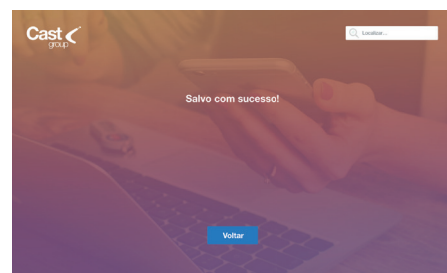 Cast
group
Localizar...
Salvo com sucesso!
Voltar